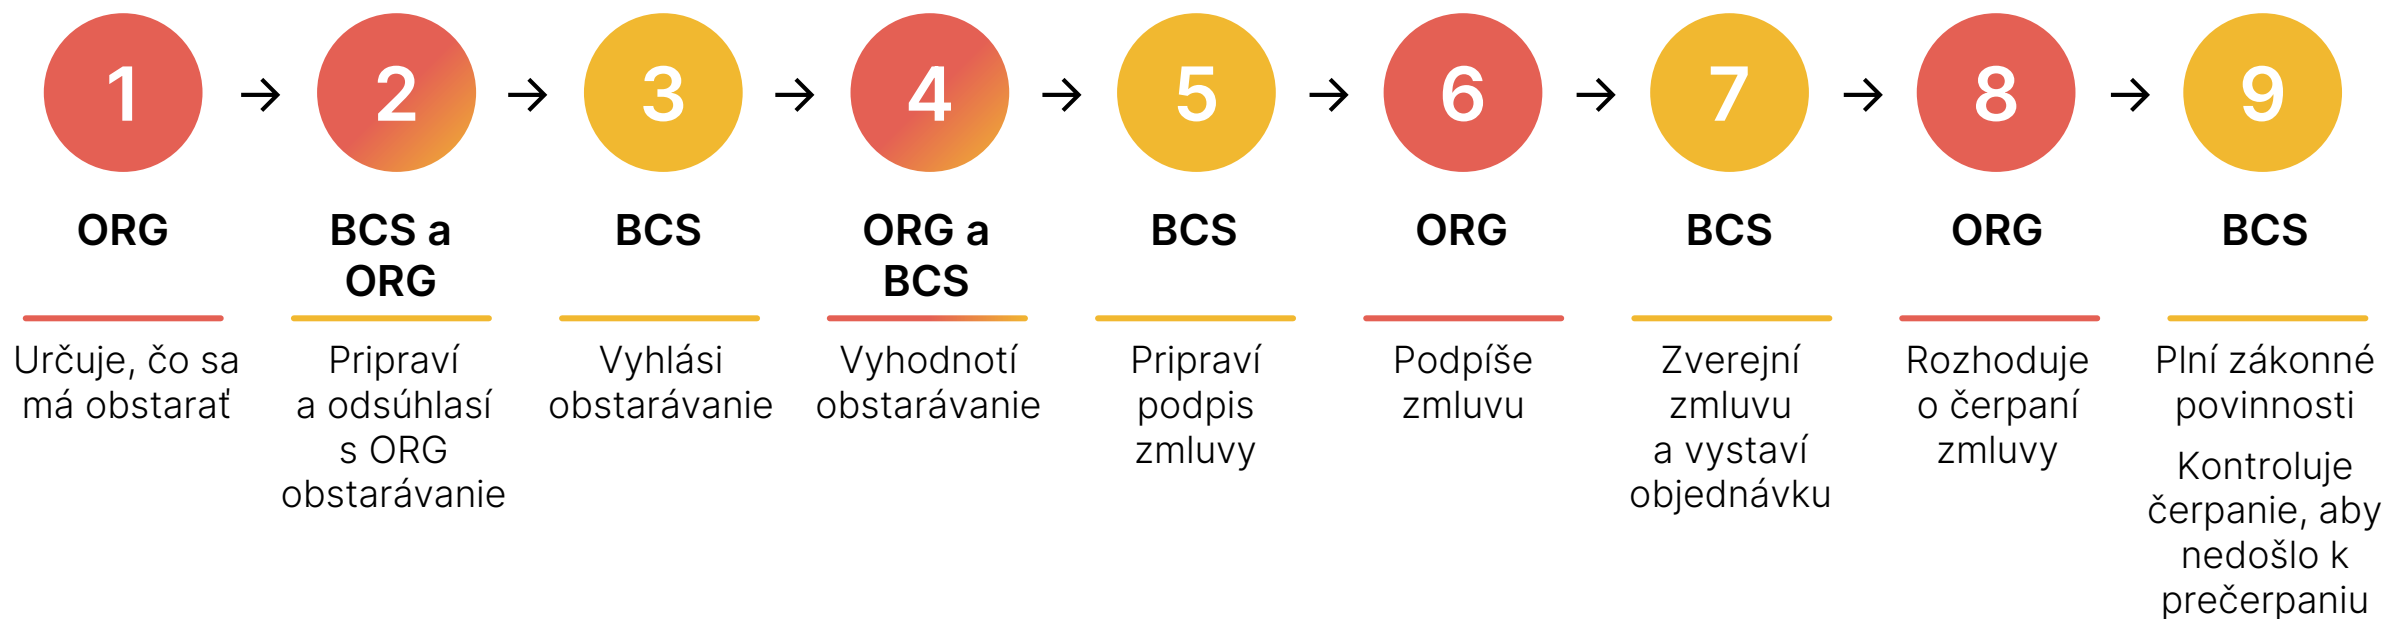 1
2
3
4
5
6
7
8
9
ORG
Určuje, čo sa
má obstarať
BCS a
ORG
Pripraví
a odsúhlasí
s ORG
obstarávanie
BCS
Vyhlási
obstarávanie
ORG a
BCS
Vyhodnotí
obstarávanie
BCS
Pripraví
podpis
zmluvy
ORG
Podpíše
zmluvu
BCS
Zverejní
zmluvu
a vystaví
objednávku
ORG
Rozhoduje
o čerpaní
zmluvy
BCS
Plní zákonné
povinnosti
Kontroluje
čerpanie, aby
nedošlo k
prečerpaniu